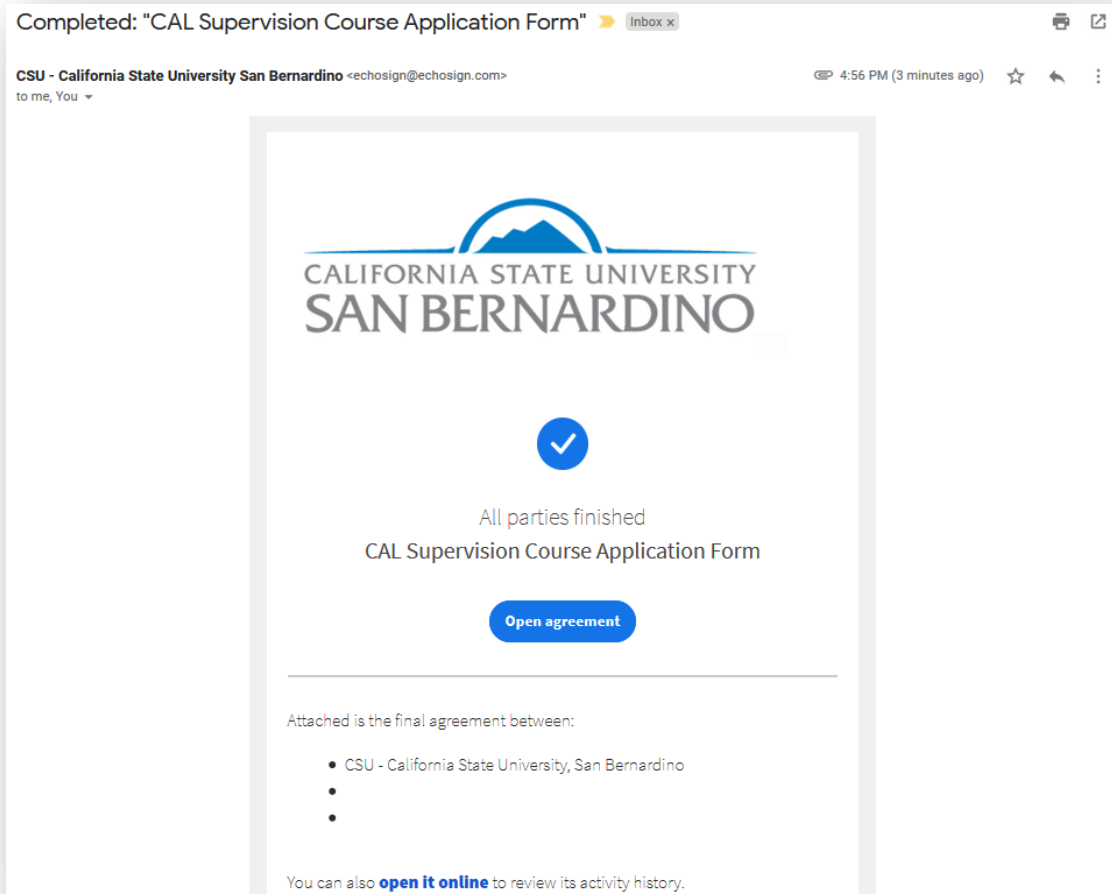 Completed: "CAL Supervision Course Application Form" Inbox x
CSU - California State University San Bernardino <echosign@echosign.com> 4:56 PM (3 minutes ago)
to me, You
CALIFORNIA STATE UNIVERSITY
SAN BERNARDINO
All parties finished
CAL Supervision Course Application Form
Open agreement
Attached is the final agreement between:
CSU - California State University, San Bernardino
You can also open it online to review its activity history.